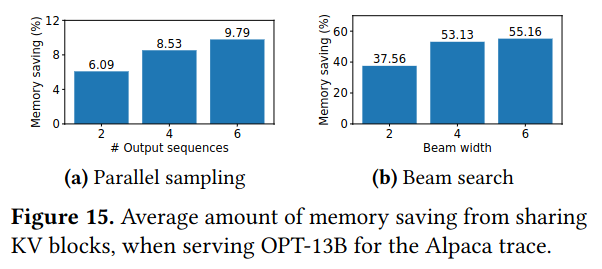 Memory saving (%)
12
8
4
0
6.09
8.53
9.79
2
4
6
# Output sequences
(a) Parallel sampling
Memory saving (%)
60
40
20
0
37.56
53.13
55.16
2
4
6
Beam width
(b) Beam search
Figure 15. Average amount of memory saving from sharing
KV blocks, when serving OPT-13B for the Alpaca trace.